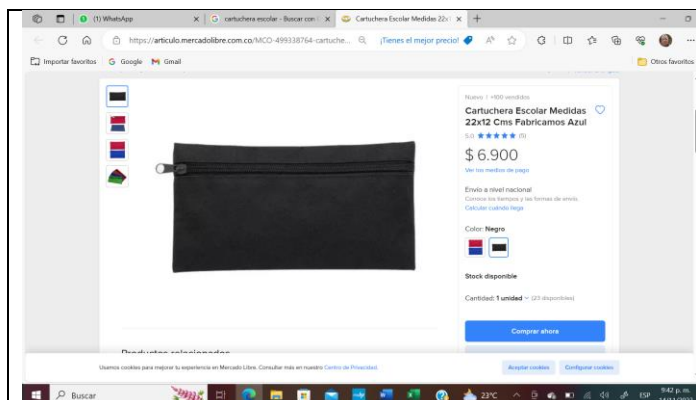 (1) WhatsApp
cartuchera escolar - Buscar con
Cartuchera Escolar Medidas 22x1
https://articulo.mercadolibre.com.co/MCO-499338764-cartuche...
¡Tienes el mejor precio!
Importar favoritos
Google
Gmail
Otros favoritos
Nuevo | +100 vendidos
Cartuchera Escolar Medidas
22x12 Cms Fabricamos Azul
5.0 ★★★★★ (5)
$ 6.900
Ver los medios de pago
Envío a nivel nacional
Conoce los tiempos y las formas de envío.
Calcular cuándo llega
Color: Negro
Stock disponible
Cantidad: 1 unidad (23 disponibles)
Comprar ahora
Productos relacionados
Usamos cookies para mejorar tu experiencia en Mercado Libre. Consultar más en nuestro Centro de Privacidad.
Aceptar cookies
Configurar cookies
Buscar
23°C
ESP
9:42 p. m.